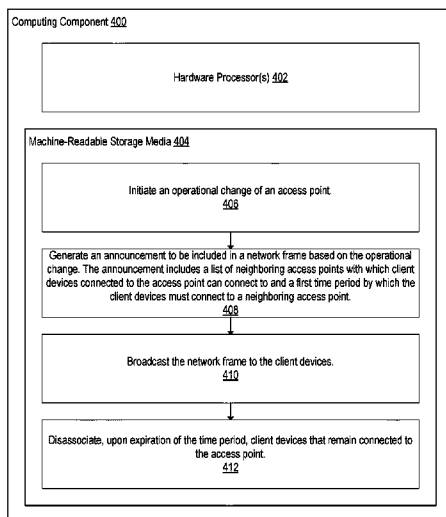 Computing Component 400
Hardware Processor(s) 402
Machine-Readable Storage Media 404
Initiate an operational change of an access point.
406
Generate an announcement to be included in a network frame based on the operational
change. The announcement includes a list of neighboring access points with which client
devices connected to the access point can connect to and a first time period by which the
client devices must connect to a neighboring access point.
408
Broadcast the network frame to the client devices.
410
Disassociate, upon expiration of the time period, client devices that remain connected to
the access point.
412